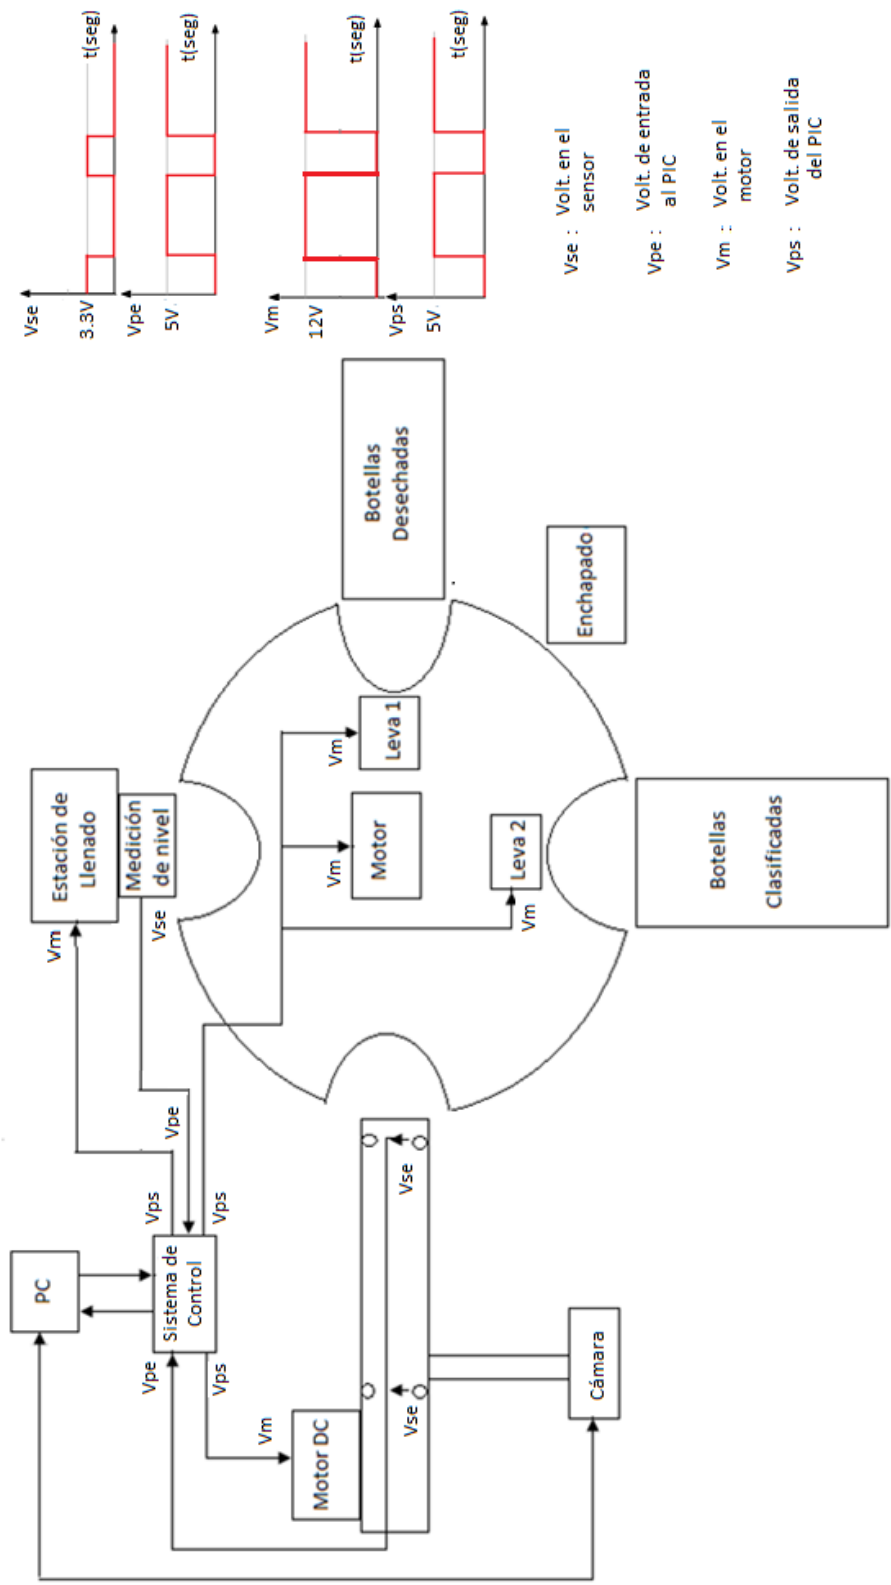 PC
Sistema de
Control
Vpe
Vps
Vps
Vps
Vpe
Vm
Motor DC
Vse
Vse
Cámara
Vm
Estación de
Llenado
Medición
de nivel
Vse
Vm
Leva 1
Vm
Motor
Vm
Leva 2
Botellas
Desechadas
Enchapado
Botellas
Clasificadas
Vse
3.3V
t(seg)
Vpe
5V
t(seg)
Vm
12V
t(seg)
Vps
5V
t(seg)
Vse : Volt. en el
sensor
Vpe : Volt. de entrada
al PIC
Vm : Volt. en el
motor
Vps : Volt. de salida
del PIC